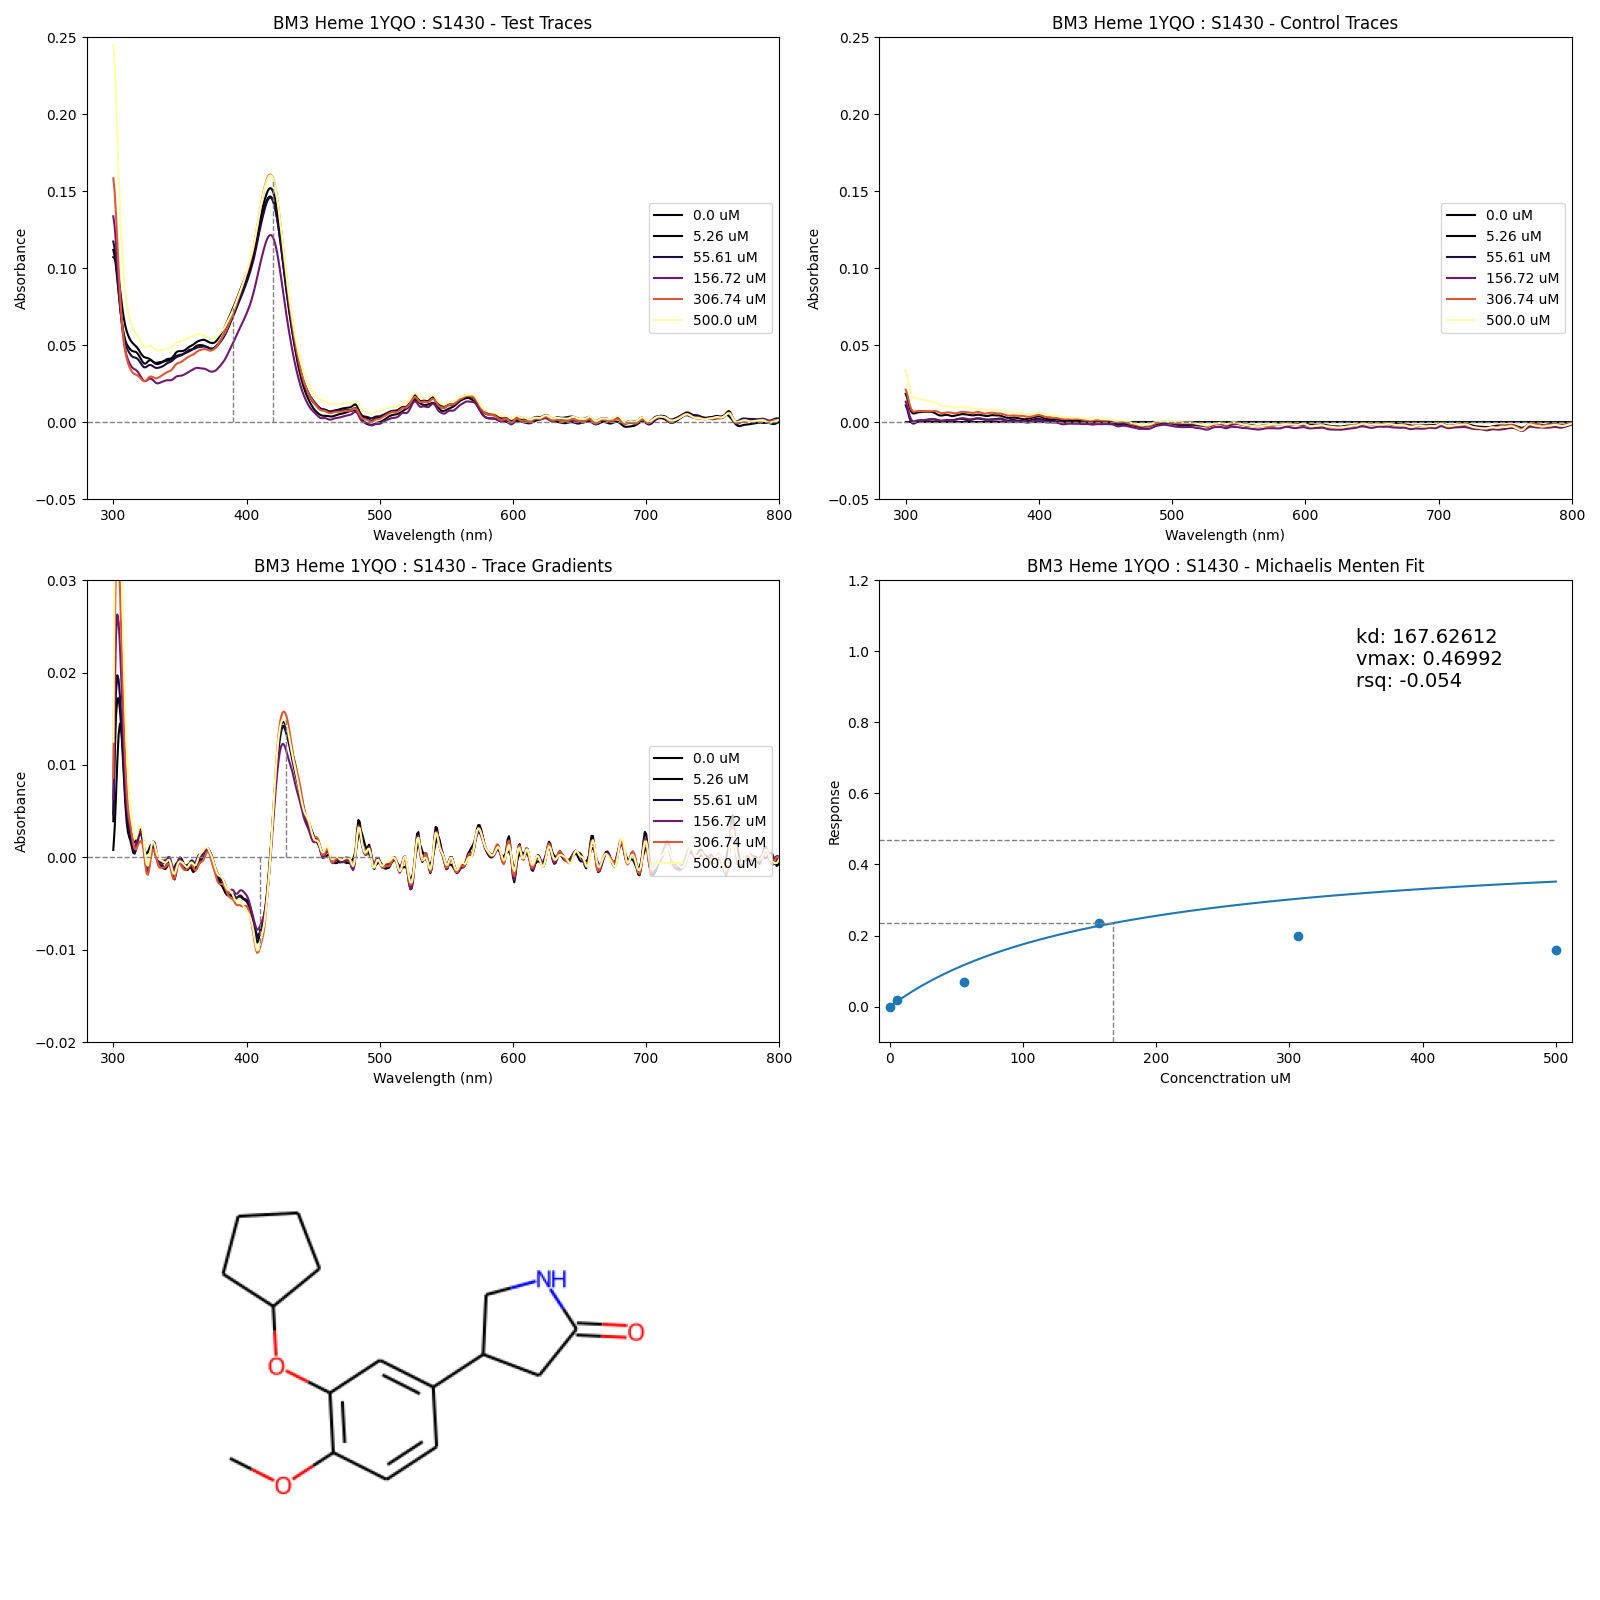 BM3 Heme 1YQO : S1430 - Test Traces
0.25
0.20
0.15
0.10
0.05
0.00
−0.05
Absorbance
300
400
500
600
700
800
Wavelength (nm)
0.0 uM
5.26 uM
55.61 uM
156.72 uM
306.74 uM
500.0 uM
BM3 Heme 1YQO : S1430 - Control Traces
0.25
0.20
0.15
0.10
0.05
0.00
−0.05
Absorbance
300
400
500
600
700
800
Wavelength (nm)
0.0 uM
5.26 uM
55.61 uM
156.72 uM
306.74 uM
500.0 uM
BM3 Heme 1YQO : S1430 - Trace Gradients
0.03
0.02
0.01
0.00
−0.01
−0.02
Absorbance
300
400
500
600
700
800
Wavelength (nm)
0.0 uM
5.26 uM
55.61 uM
156.72 uM
306.74 uM
500.0 uM
BM3 Heme 1YQO : S1430 - Michaelis Menten Fit
1.2
1.0
0.8
0.6
0.4
0.2
0.0
Response
0
100
200
300
400
500
Concenctration uM
kd: 167.62612
vmax: 0.46992
rsq: -0.054
NH
O
O
O